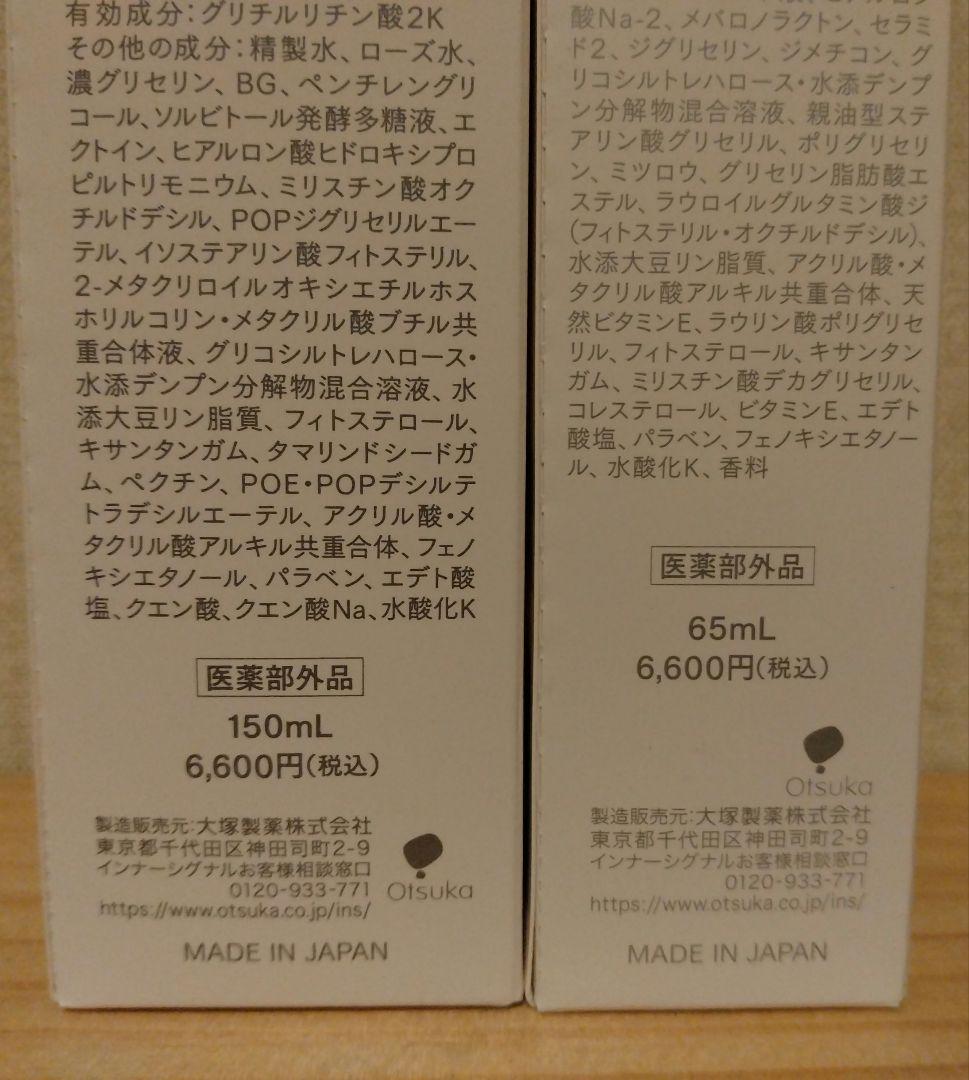 有効成分：グリチルリチン酸2K
その他の成分：精製水、ローズ水、
濃グリセリン、BG、ペンチレングリ
コール、ソルビトール発酵多糖液、エ
クトイン、ヒアルロン酸ヒドロキシプロ
ピルトリモニウム、ミリスチン酸オク
チルドデシル、POPジグリセリルエー
テル、イソステアリン酸フィトステリル、
2-メタクリロイルオキシエチルホス
ホリルコリン・メタクリル酸ブチル共
重合体液、グリコシルトレハロース・
水添デンプン分解物混合溶液、水
添大豆リン脂質、フィトステロール、
キサンタンガム、タマリンドシードガ
ム、ペクチン、POE・POPデシルテ
トラデシルエーテル、アクリル酸・メ
タクリル酸アルキル共重合体、フェノ
キシエタノール、パラベン、エデト酸
塩、クエン酸、クエン酸Na、水酸化K
医薬部外品
150mL
6,600円(税込)
製造販売元：大塚製薬株式会社
東京都千代田区神田司町2-9
インナーシグナルお客様相談窓口
0120-933-771
https://www.otsuka.co.jp/ins/
Otsuka
MADE IN JAPAN
酸Na-2、メバロノラクトン、セラミ
ド2、ジグリセリン、ジメチコン、グ
リコシルトレハロース・水添デンプ
ン分解物混合溶液、親油型ステ
アリン酸グリセリル、ポリグリセリ
ン、ミツロウ、グリセリン脂肪酸エ
ステル、ラウロイルグルタミン酸ジ
(フィトステリル・オクチルドデシル)、
水添大豆リン脂質、アクリル酸・メ
タクリル酸アルキル共重合体、天
然ビタミンE、ラウリン酸ポリグリセ
リル、フィトステロール、キサンタン
ガム、ミリスチン酸デカグリセリル、
コレステロール、ビタミンE、エデト
酸塩、パラベン、フェノキシエタノー
ル、水酸化K、香料
医薬部外品
65mL
6,600円(税込)
Otsuka
製造販売元：大塚製薬株式会社
東京都千代田区神田司町2-9
インナーシグナルお客様相談窓口
0120-933-771
https://www.otsuka.co.jp/ins/
MADE IN JAPAN